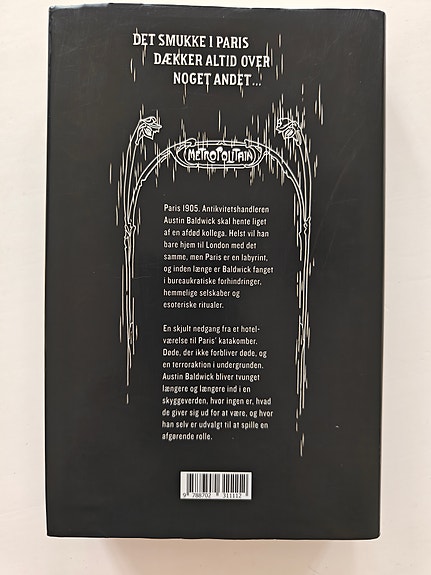 DET SMUKKE I PARIS
DÆKKER ALTID OVER
NOGET ANDET...
METROPOLITAIN
Paris 1905. Antikvitetshandleren
Austin Baldwick skal hente liget
af en afdød kollega. Helst vil han
bare hjem til London med det
samme, men Paris er en labyrint,
og inden længe er Baldwick fanget
i bureaukratiske forhindringer,
hemmelige selskaber og
esoteriske ritualer.
En skjult nedgang fra et hotel-
værelse til Paris' katakomber.
Døde, der ikke forbliver døde, og
en terroraktion i undergrunden.
Austin Baldwick bliver tvunget
længere og længere ind i en
skyggeverden, hvor ingen er, hvad
de giver sig ud for at være, og hvor
han selv er udvalgt til at spille en
afgørende rolle.
9 788702 311112